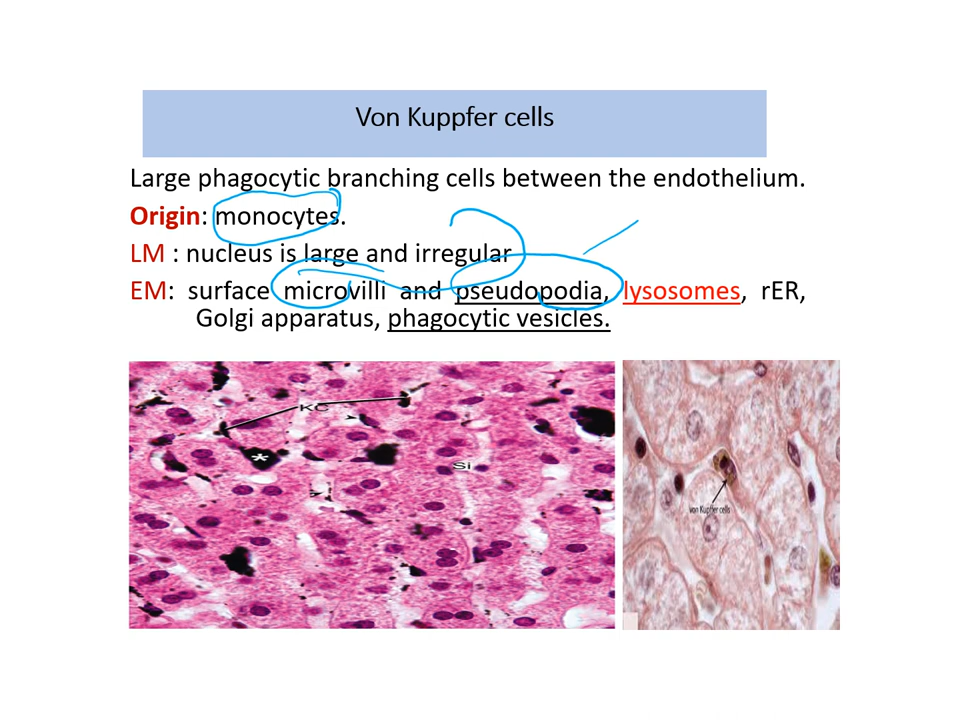 Von Kuppfer cells
Large phagocytic branching cells between the endothelium.
Origin: monocytes.
LM : nucleus is large and irregular
EM: surface microvilli and pseudopodia, lysosomes, rER,
Golgi apparatus, phagocytic vesicles.
KC
*
Si
von Kupffer cells